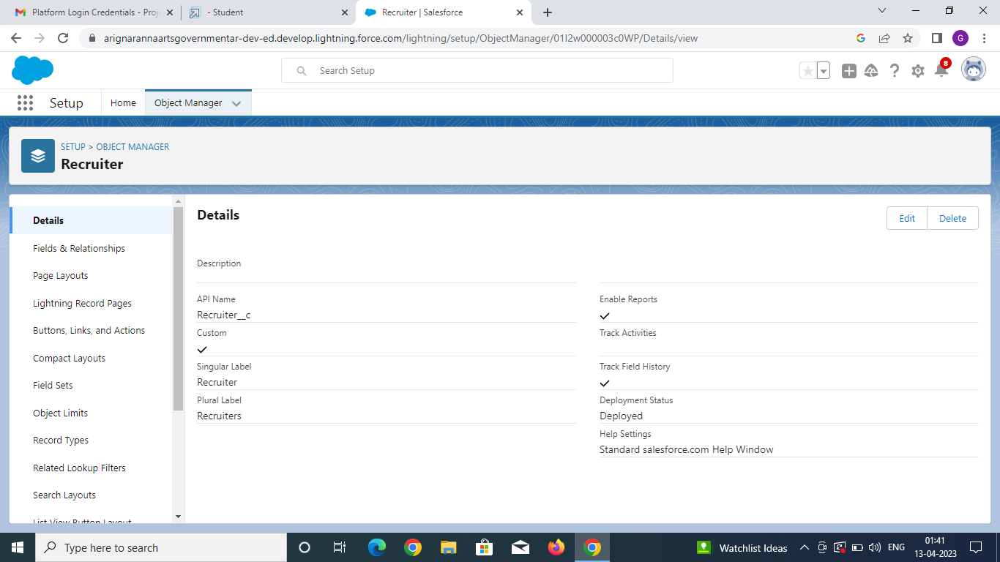 Platform Login Credentials - Proj
- Student
Recruiter | Salesforce
arignarannaartsgovernmentar-dev-ed.develop.lightning.force.com/lightning/setup/ObjectManager/01I2w000003c0WP/Details/view
G
Search Setup
8
Setup
Home
Object Manager
SETUP > OBJECT MANAGER
Recruiter
Details
Fields & Relationships
Page Layouts
Lightning Record Pages
Buttons, Links, and Actions
Compact Layouts
Field Sets
Object Limits
Record Types
Related Lookup Filters
Search Layouts
List View Button Layout
Details
Edit
Delete
Description
API Name
Recruiter__c
Custom
Singular Label
Recruiter
Plural Label
Recruiters
Enable Reports
Track Activities
Track Field History
Deployment Status
Deployed
Help Settings
Standard salesforce.com Help Window
Type here to search
Watchlist Ideas
ENG
01:41
13-04-2023